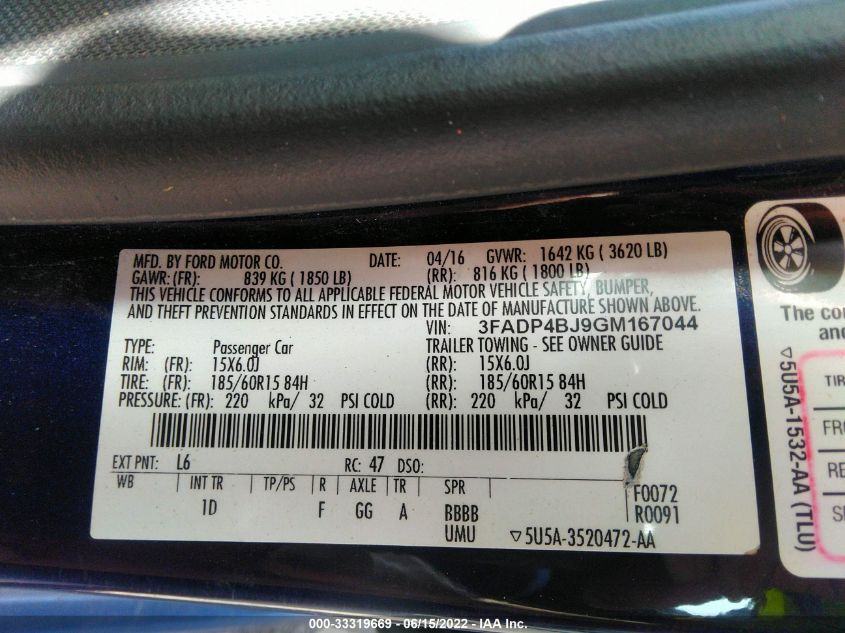 MFD. BY FORD MOTOR CO. DATE: 04/16 GVWR: 1642 KG ( 3620 LB)
GAWR: (FR): 839 KG ( 1850 LB) (RR): 816 KG ( 1800 LB)
THIS VEHICLE CONFORMS TO ALL APPLICABLE FEDERAL MOTOR VEHICLE SAFETY, BUMPER,
AND THEFT PREVENTION STANDARDS IN EFFECT ON THE DATE OF MANUFACTURE SHOWN ABOVE.
VIN: 3FADP4BJ9GM167044
TYPE: Passenger Car TRAILER TOWING - SEE OWNER GUIDE
RIM: (FR): 15X6.0J (RR): 15X6.0J
TIRE: (FR): 185/60R15 84H (RR): 185/60R15 84H
PRESSURE: (FR): 220 kPa/ 32 PSI COLD (RR): 220 kPa/ 32 PSI COLD
EXT PNT: L6 RC: 47 DSO:
WB INT TR TP/PS R AXLE TR SPR F0072
1D F GG A BBBB R0091
UMU ▽5U5A-3520472-AA
The co
and
▽5U5A-1532-AA (TLU)
TIR
FRO
RE
S
000-33319669 - 06/15/2022 - IAA Inc.